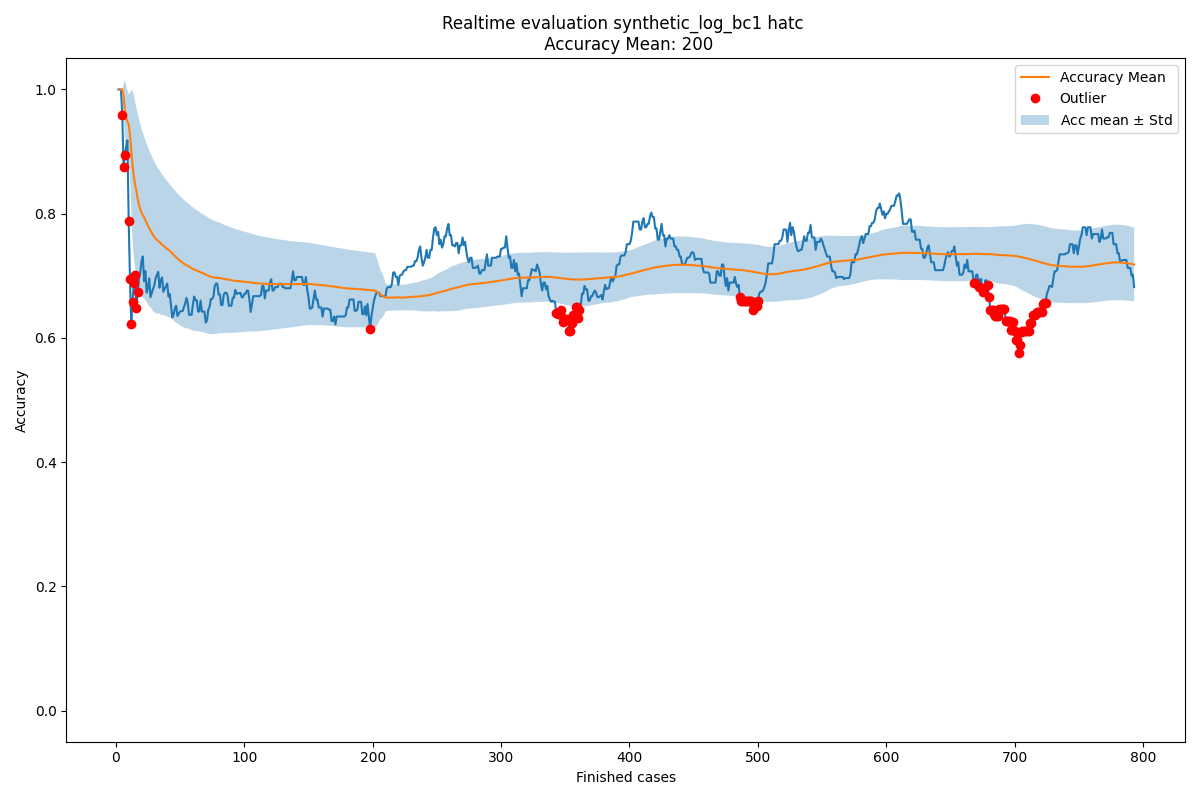 Realtime evaluation synthetic_log_bc1 hatc
Accuracy Mean: 200
Accuracy Mean
Outlier
Acc mean ± Std
1.0
0.8
0.6
0.4
0.2
0.0
Accuracy
0
100
200
300
400
500
600
700
800
Finished cases